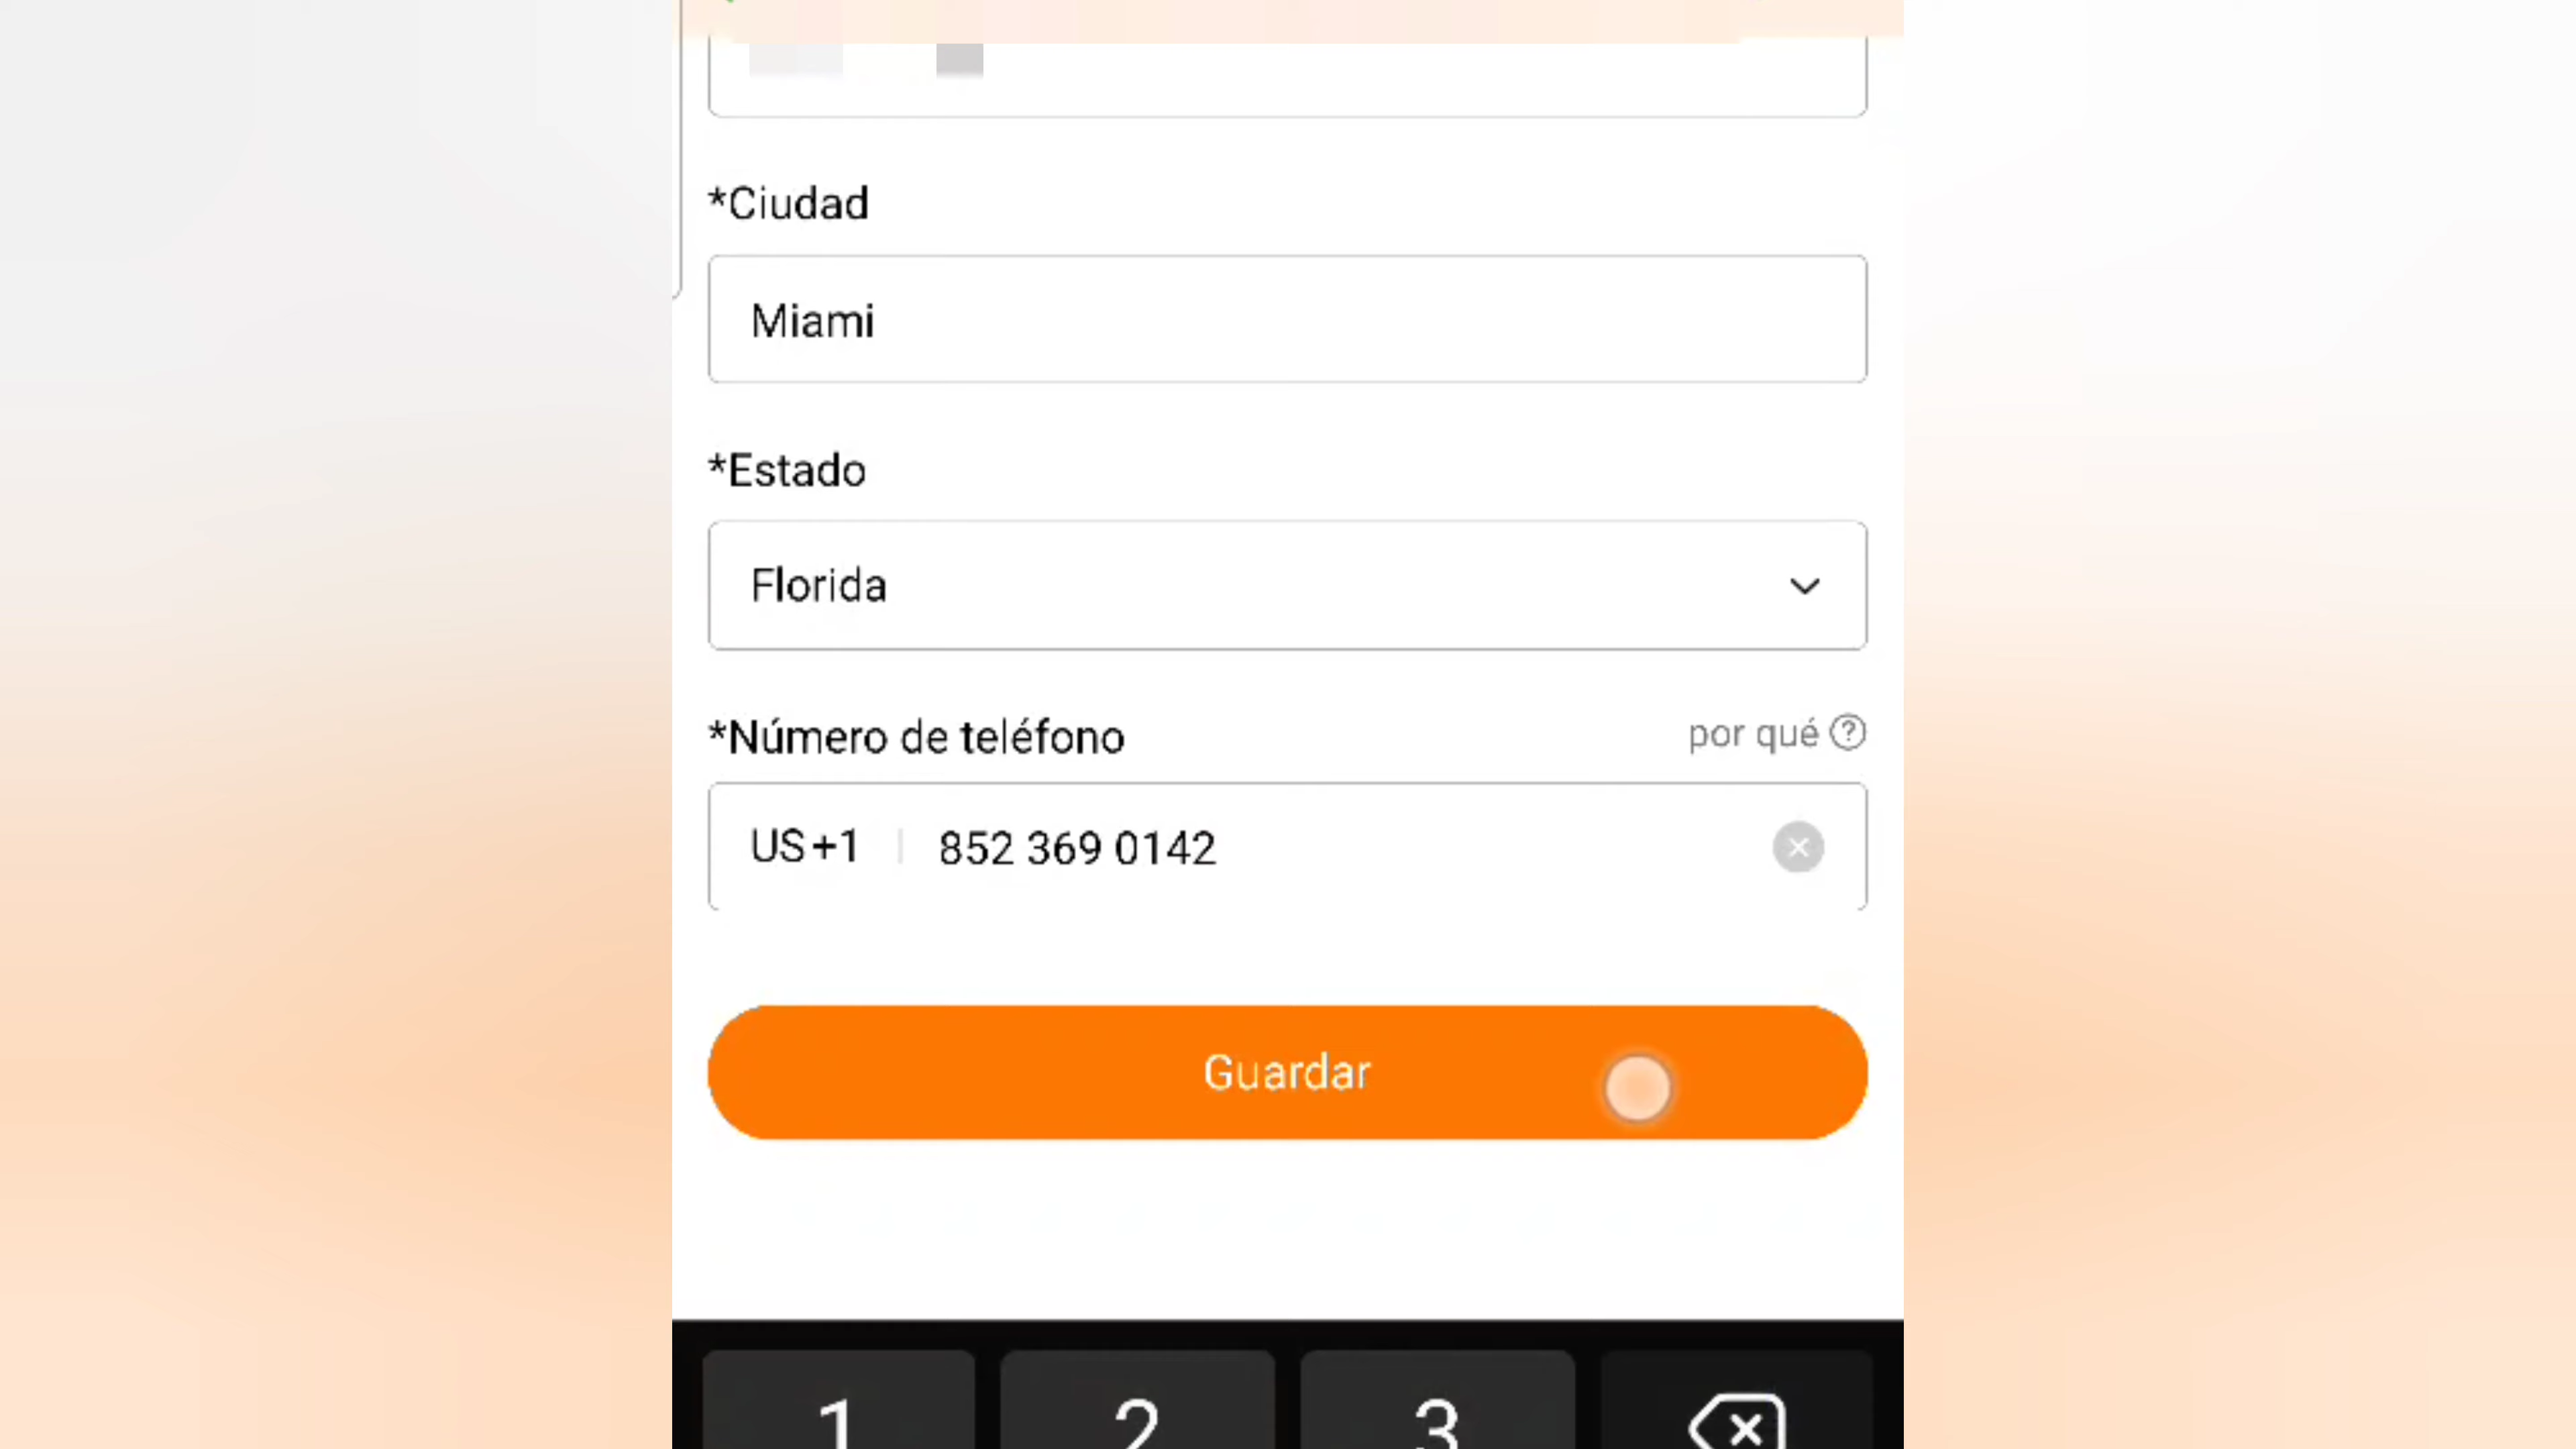 *Ciudad
Miami
*Estado
Florida
*Número de teléfono
por qué ?
US +1 852 369 0142
Guardar
1 2 3